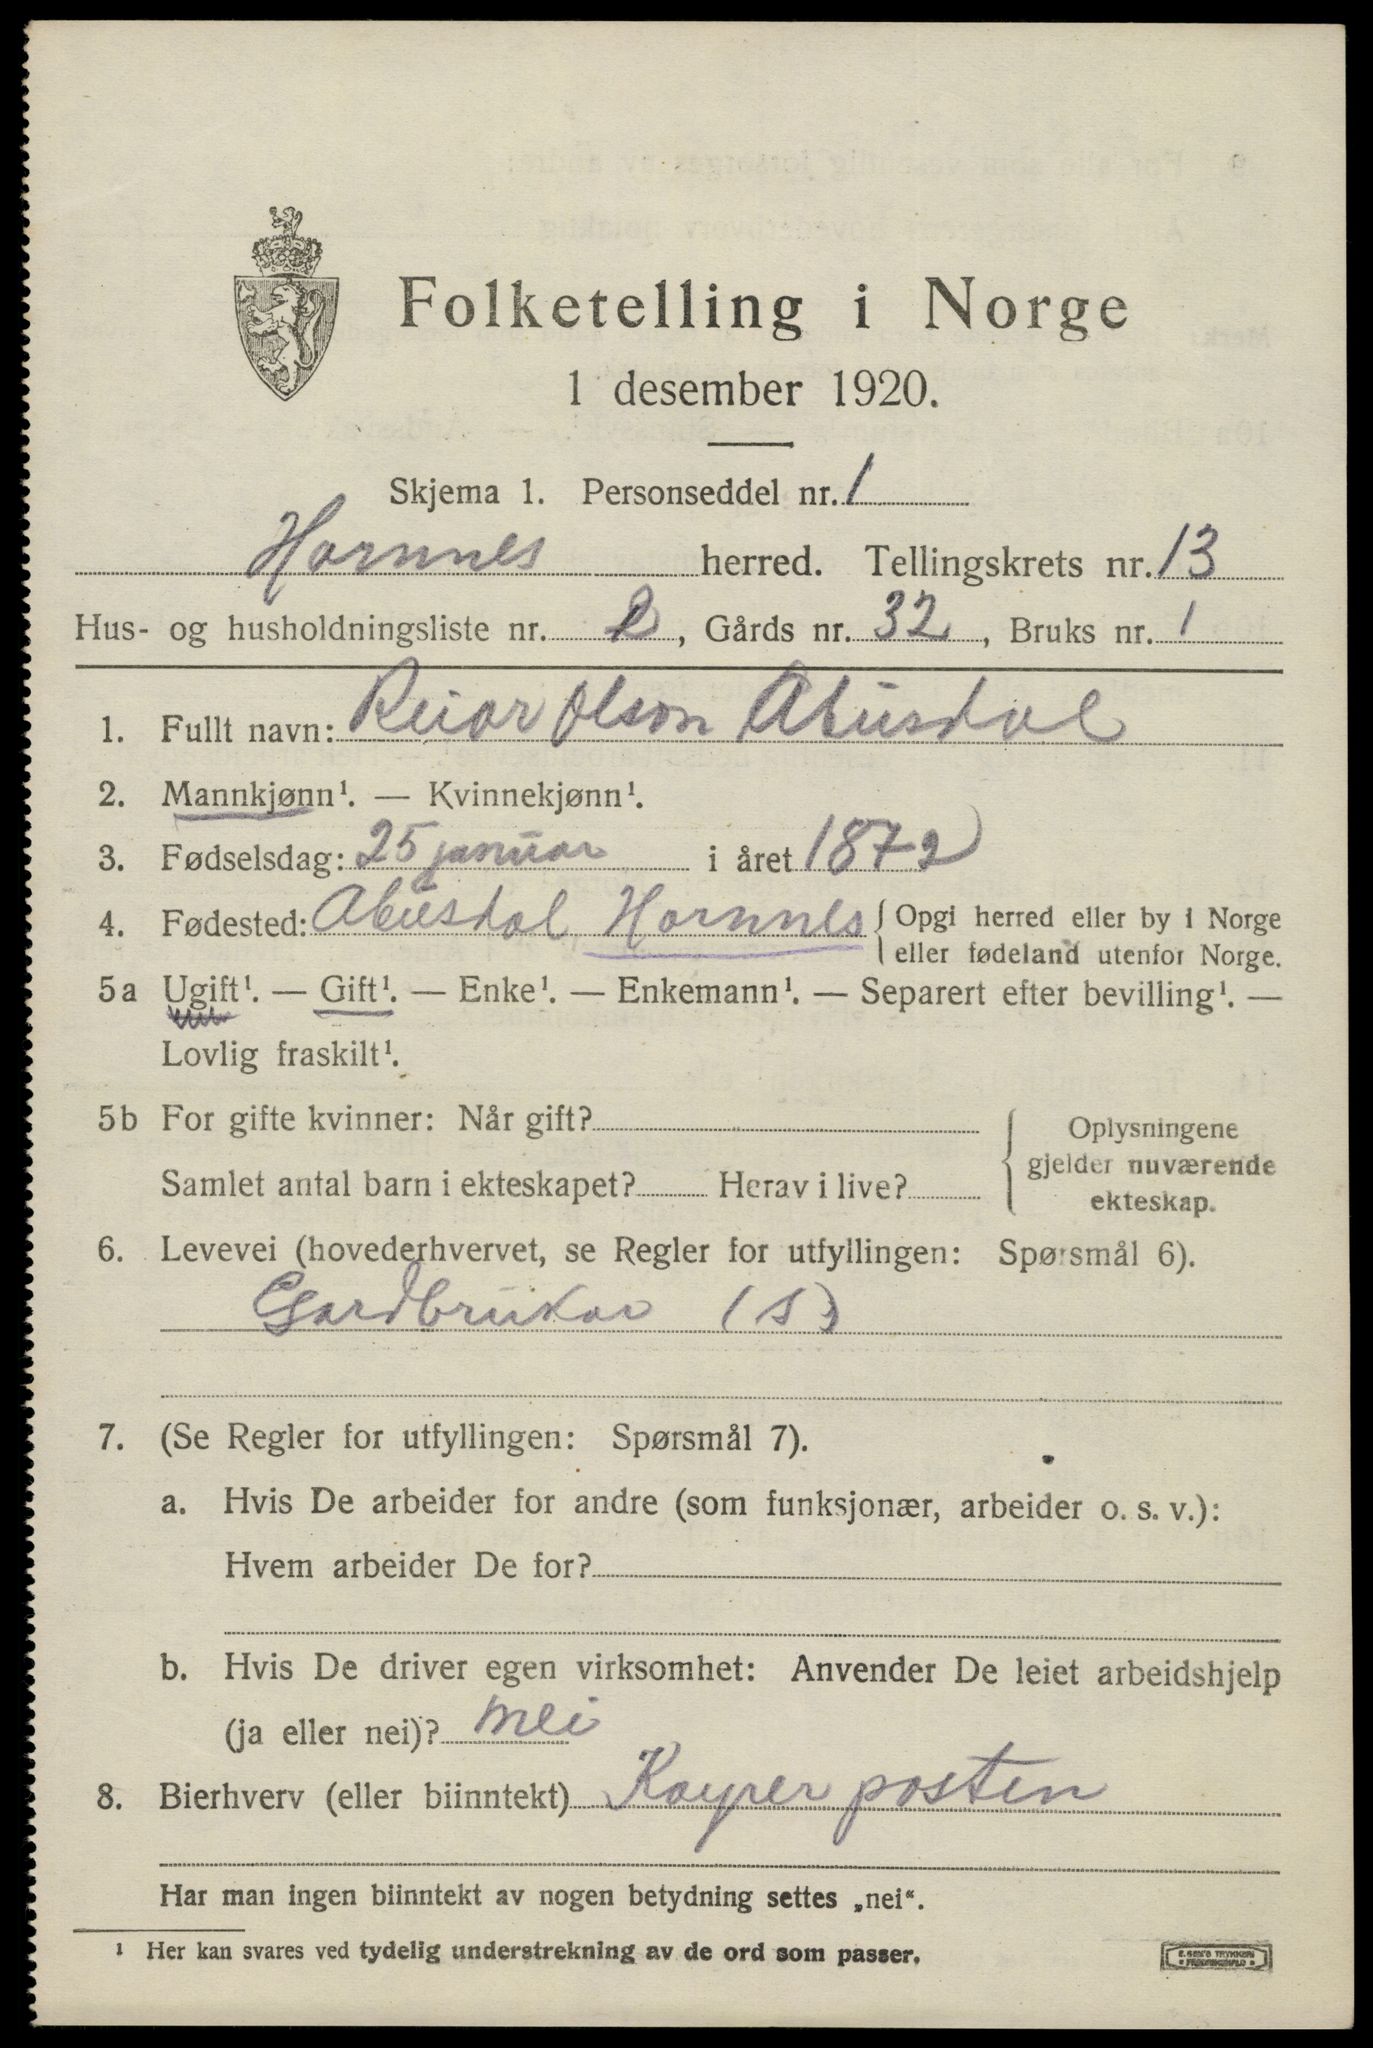 Folketelling i Norge
1 desember 1920.
Skjema 1. Personseddel nr. 1
Hornnes herred. Tellingskrets nr. 13
Hus- og husholdningsliste nr. 2, Gårds nr. 32, Bruks nr. 1
1. Fullt navn: Reiar Olson Abusdal
2. Mannkjønn¹. — Kvinnekjønn¹.
3. Fødselsdag: 25 januar i året 1872
4. Fødested: Abusdal Hornnes { Opgi herred eller by i Norge
eller fødeland utenfor Norge.
5a Ugift¹. — Gift¹. — Enke¹. — Enkemann¹. — Separert efter bevilling¹. —
Lovlig fraskilt¹.
5b For gifte kvinner: Når gift?
Samlet antal barn i ekteskapet? Herav i live?
Oplysningene
gjelder nuværende
ekteskap.
6. Levevei (hovederhvervet, se Regler for utfyllingen: Spørsmål 6).
Gardbrukar (S)
7. (Se Regler for utfyllingen: Spørsmål 7).
a. Hvis De arbeider for andre (som funksjonær, arbeider o. s. v.):
Hvem arbeider De for?
b. Hvis De driver egen virksomhet: Anvender De leiet arbeidshjelp
(ja eller nei)? nei
8. Bierhverv (eller biinntekt) Køyrer posten
Har man ingen biinntekt av nogen betydning settes „nei“.
¹ Her kan svares ved tydelig understrekning av de ord som passer.